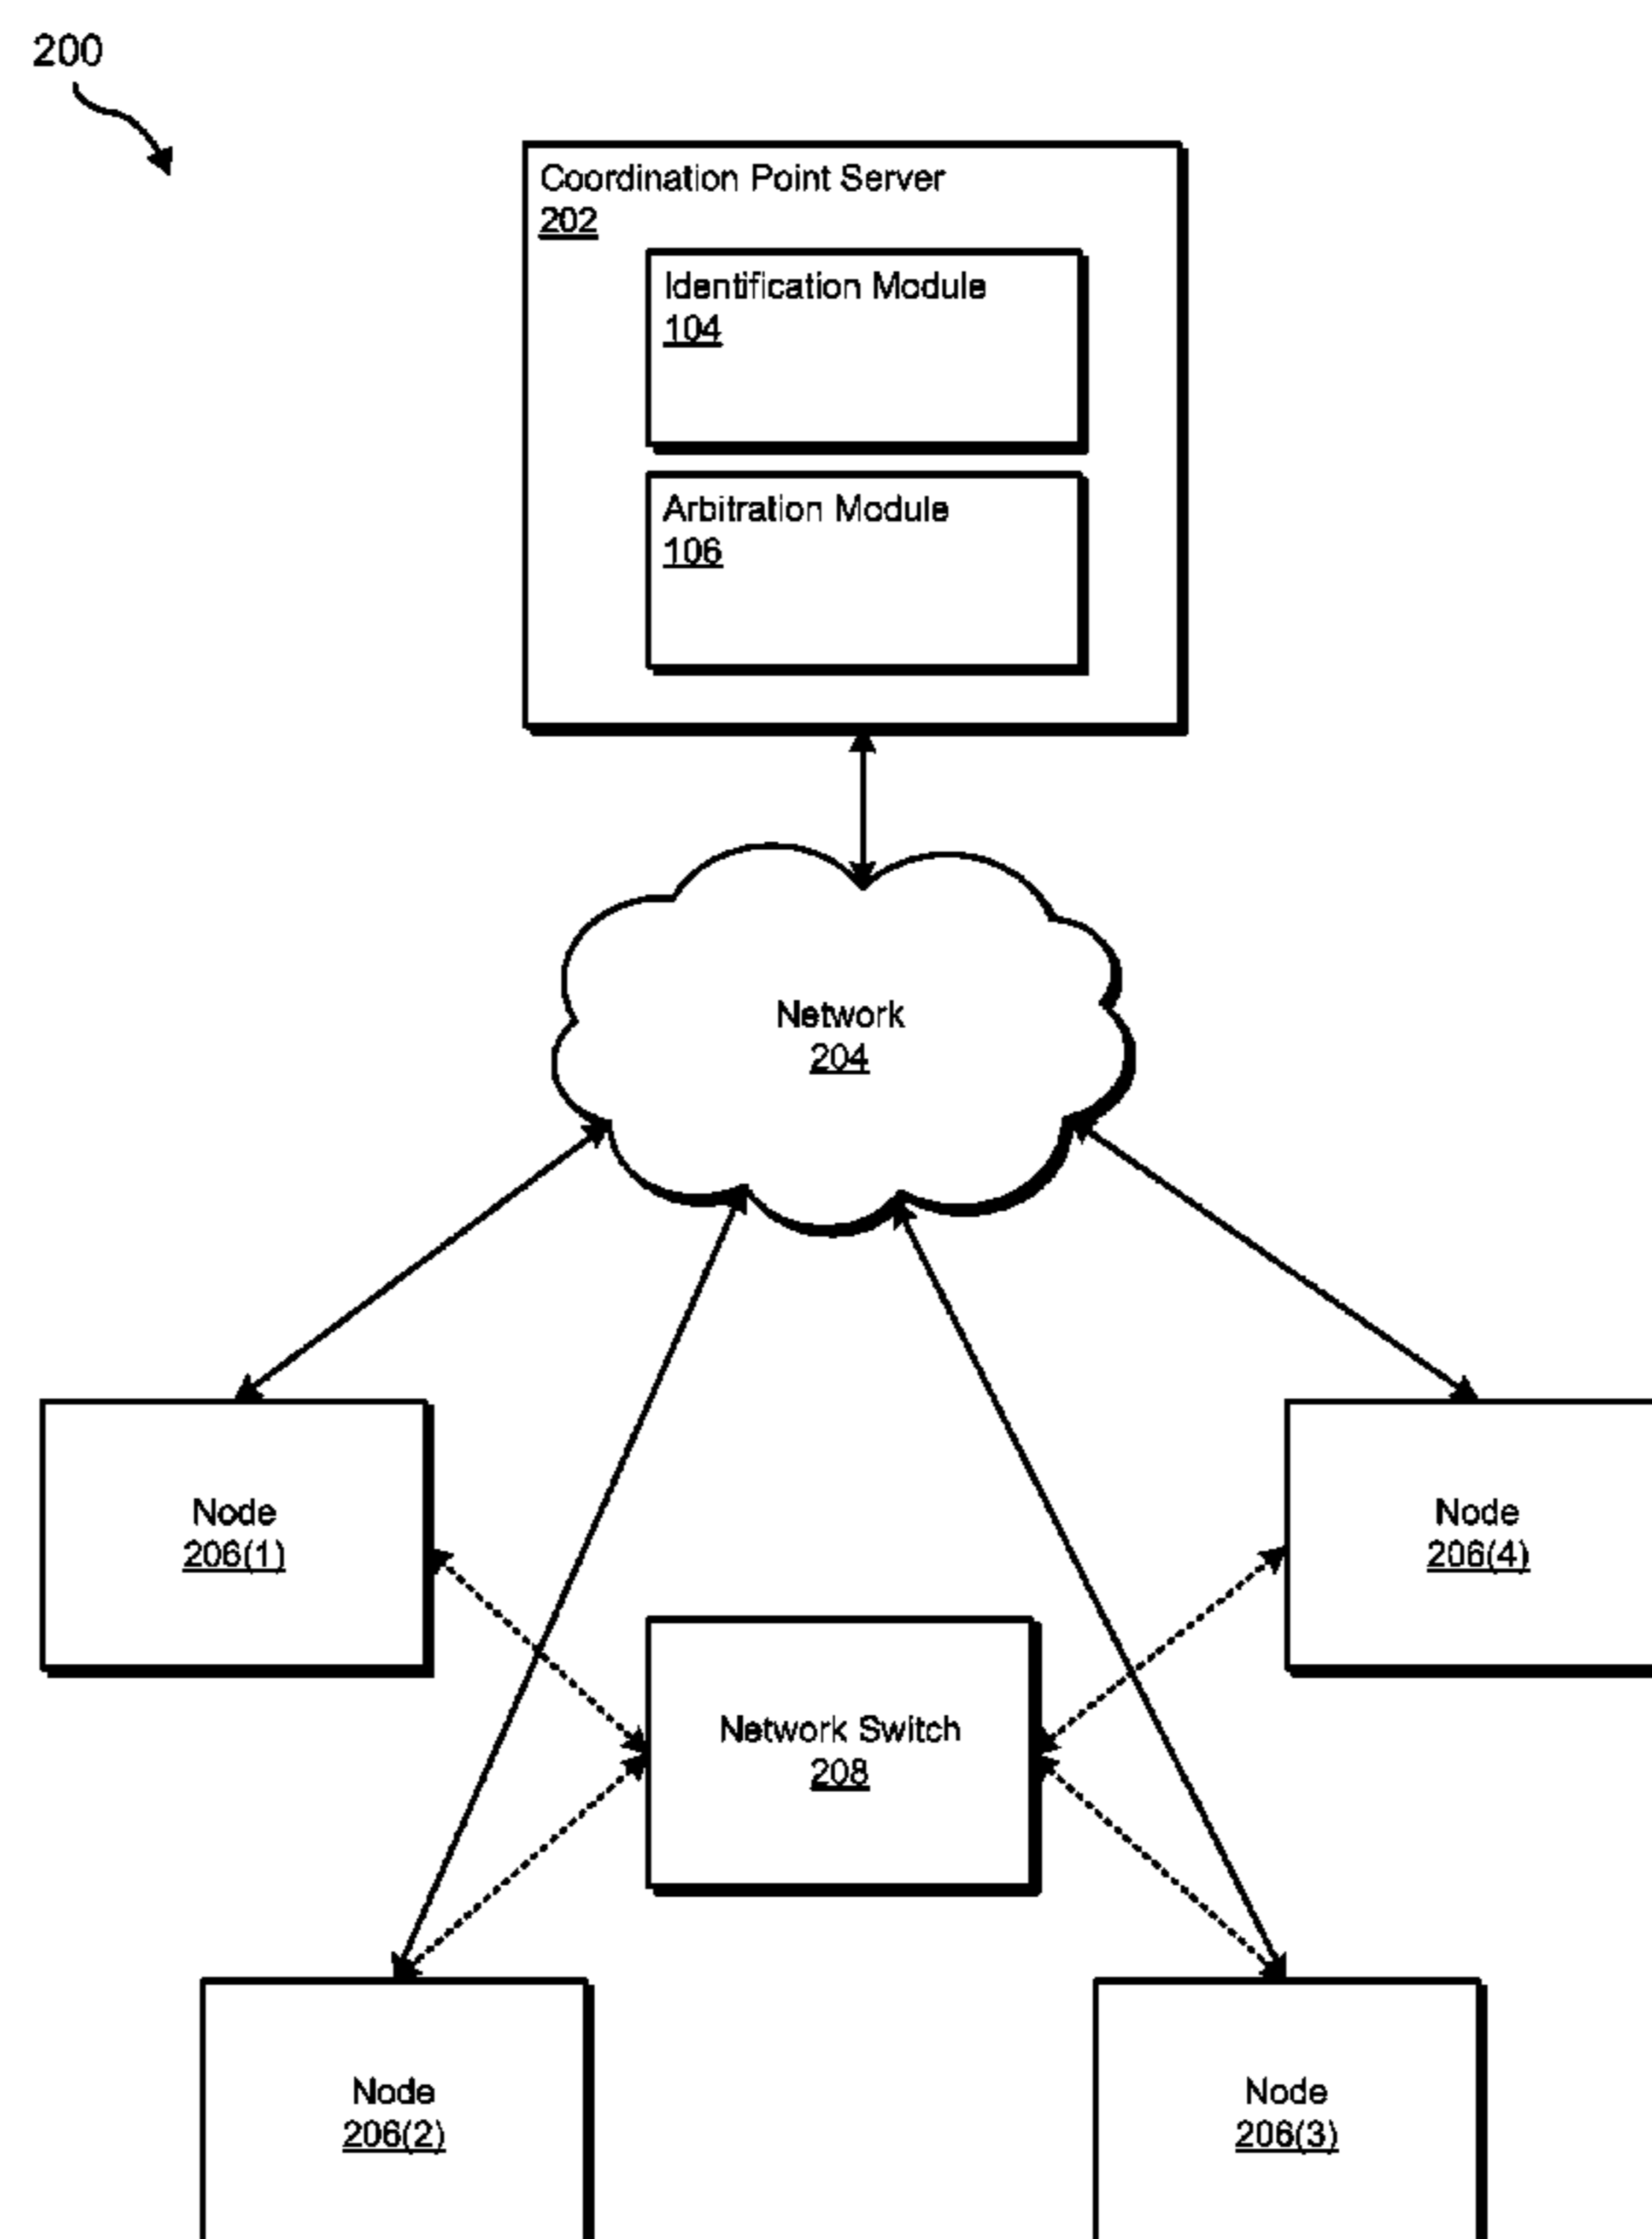 200
Coordination Point Server
202
Identification Module
104
Arbitration Module
106
Network
204
Node
206(1)
Node
206(4)
Network Switch
208
Node
206(2)
Node
206(3)